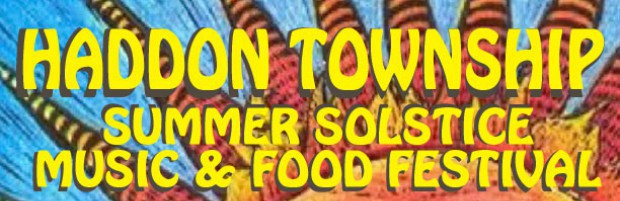 HADDON TOWNSHIP
SUMMER SOLSTICE
MUSIC & FOOD FESTIVAL